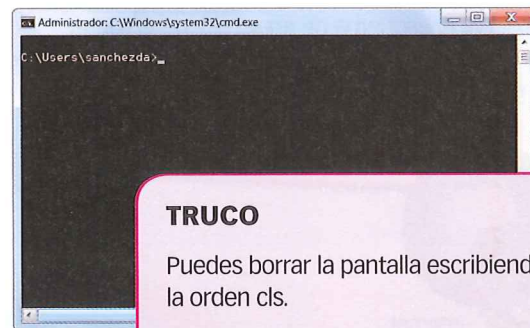 Administrador: C:\Windows\system32\cmd.exe
C:\Users\sanchezda>_
TRUCO
Puedes borrar la pantalla escribiend
la orden cls.